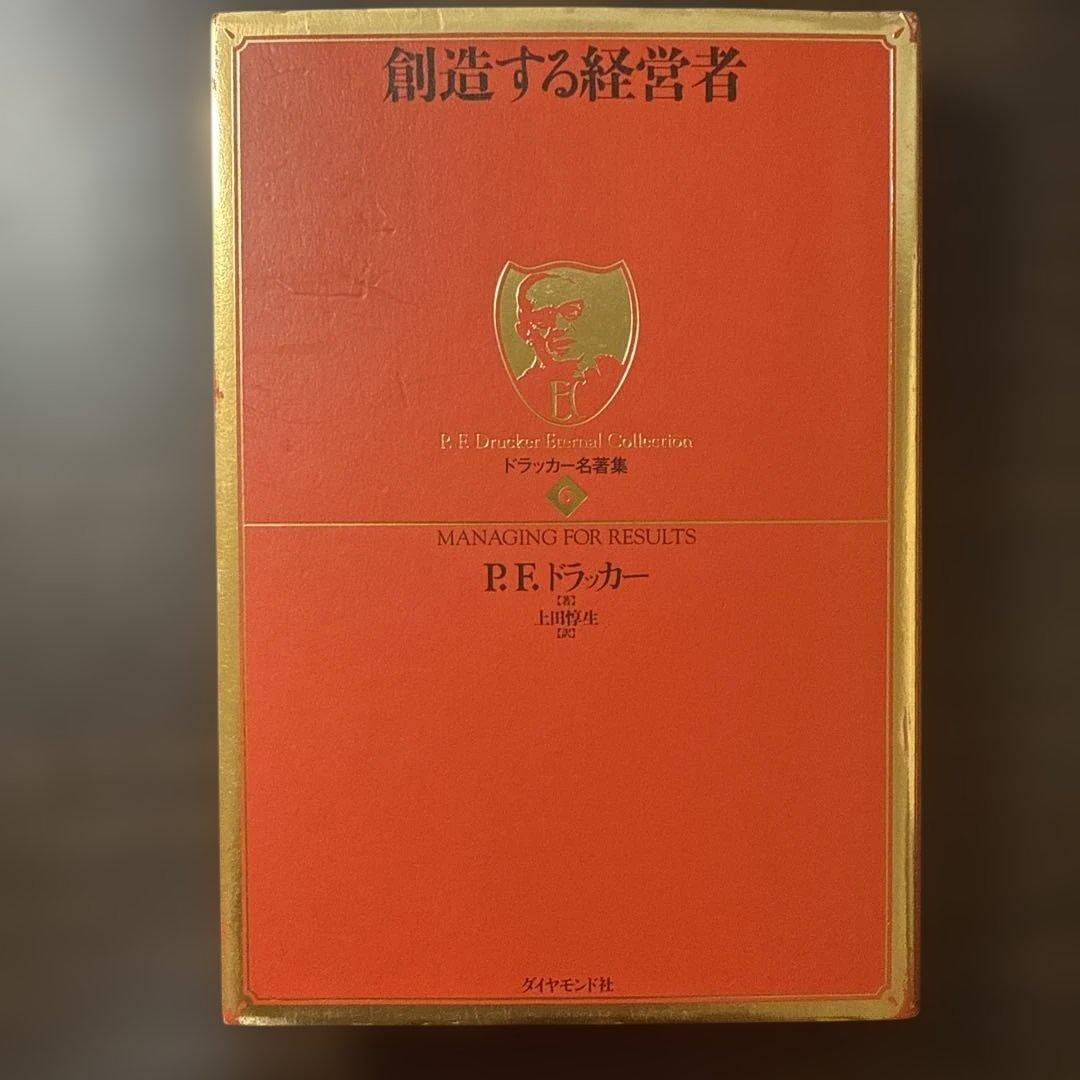 創造する経営者
EC
P. F. Drucker Eternal Collection
ドラッカー名著集
6
MANAGING FOR RESULTS
P. F. ドラッカー
【著】
上田惇生
【訳】
ダイヤモンド社